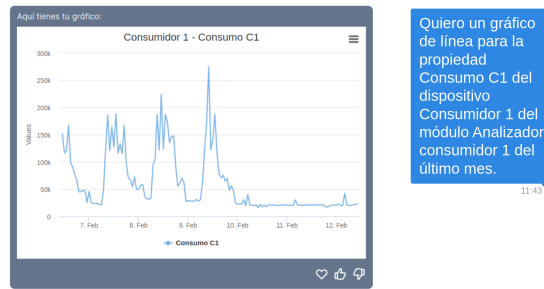 Aquí tienes tu gráfico:
Consumidor 1 - Consumo C1
300k
250k
200k
150k
100k
50k
0
Values
7. Feb
8. Feb
9. Feb
10. Feb
11. Feb
12. Feb
Consumo C1
Quiero un gráfico
de línea para la
propiedad
Consumo C1 del
dispositivo
Consumidor 1 del
módulo Analizador
consumidor 1 del
último mes.
11:43